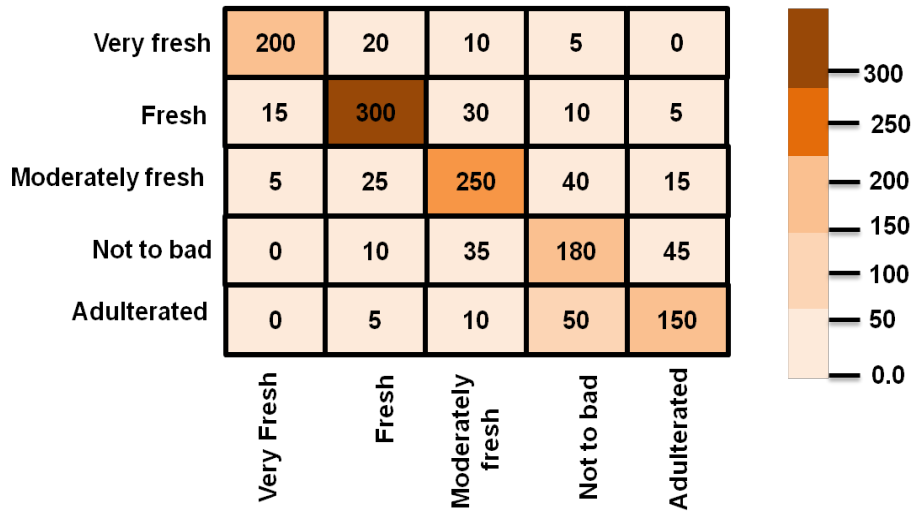 Very fresh 200 20 10 5 0
Fresh 15 300 30 10 5
Moderately fresh 5 25 250 40 15
Not to bad 0 10 35 180 45
Adulterated 0 5 10 50 150
Very Fresh
Fresh
Moderately
fresh
Not to bad
Adulterated
300
250
200
150
100
50
0.0